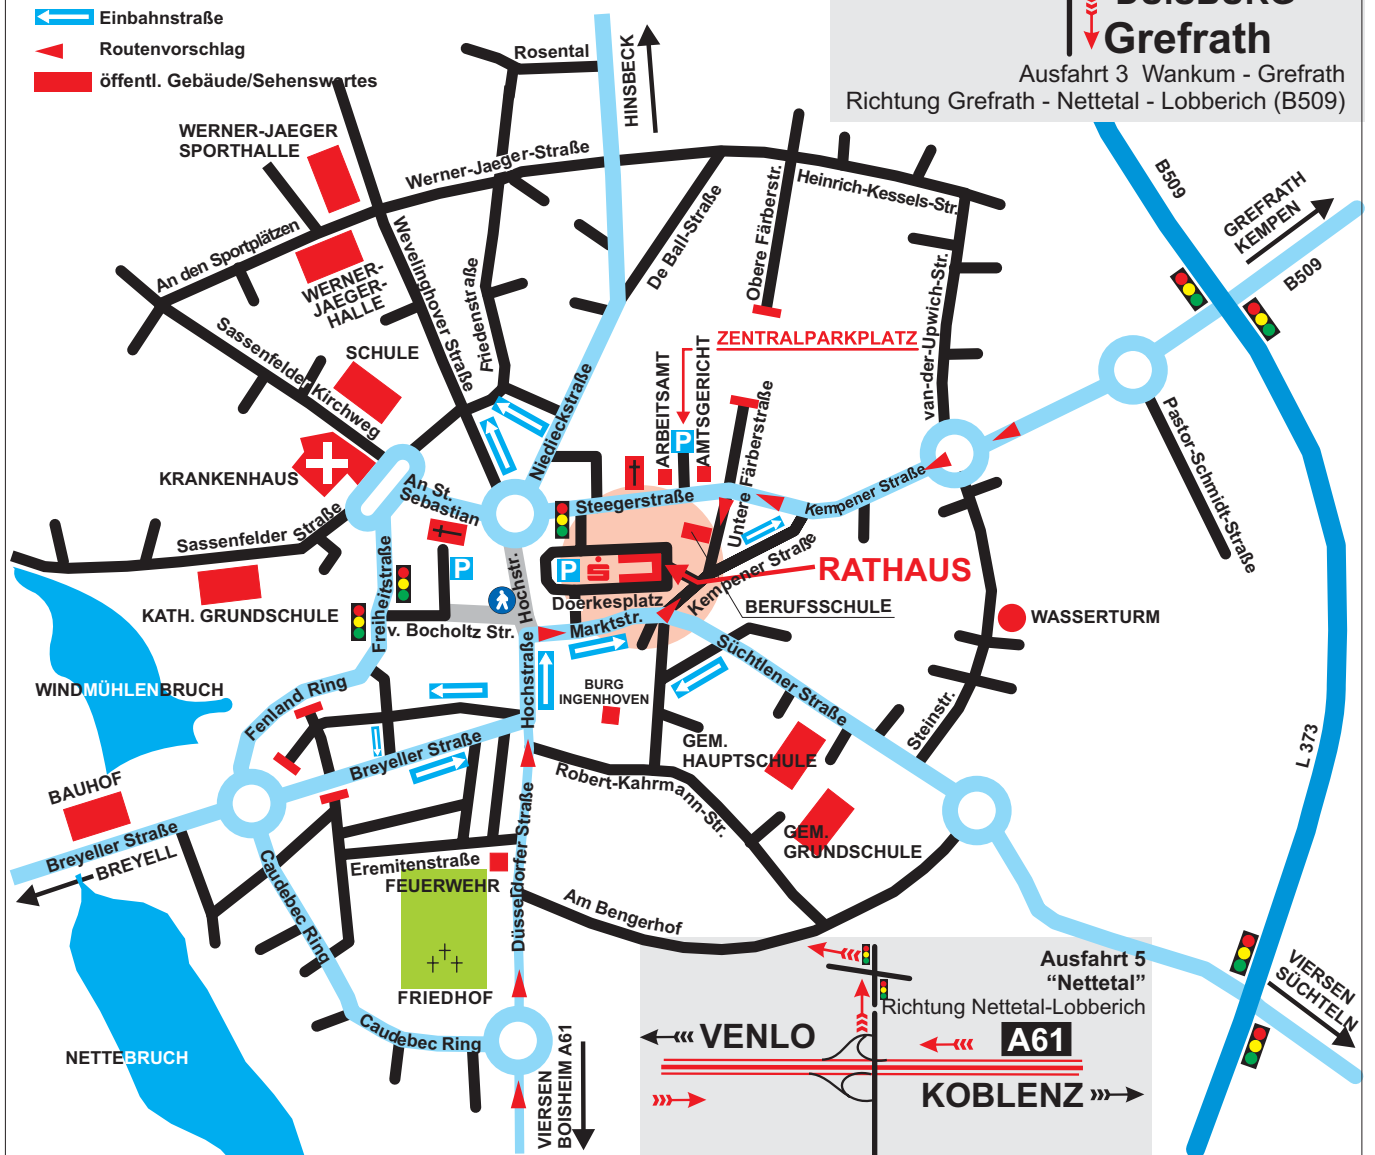 Einbahnstraße
Routenvorschlag
öffentl. Gebäude/Sehenswertes
Grefrath
Ausfahrt 3 Wankum - Grefrath
Richtung Grefrath - Nettetal - Lobberich (B509)
Rosental
HINSBECK
WERNER-JAEGER
SPORTHALLE
Werner-Jaeger-Straße
Heinrich-Kessels-Str.
B509
GREFRATH
KEMPEN
B509
An den Sportplätzen
WERNER-
JAEGER-
HALLE
Wevelinghover Straße
Friedenstraße
De Ball-Straße
Obere Färberstr.
van-der-Upwich-Str.
Sassenfelder Kirchweg
SCHULE
ZENTRALPARKPLATZ
ARBEITSAMT
AMTSGERICHT
P
Niedieckstraße
Untere Färberstraße
Pastor-Schmidt-Straße
KRANKENHAUS
An St.
Sebastian
Steegerstraße
Kempener Straße
Sassenfelder Straße
Freiheitstraße
P
Hochstr.
P
Doerkesplatz
Kempener Straße
RATHAUS
BERUFSSCHULE
KATH. GRUNDSCHULE
v. Bocholtz Str.
Marktstr.
WASSERTURM
WINDMÜHLENBRUCH
Fenland Ring
Hochstraße
BURG
INGENHOVEN
Süchtlener Straße
Steinstr.
L 373
GEM.
HAUPTSCHULE
Breyeller Straße
Robert-Kahrmann-Str.
BAUHOF
Breyeller Straße
BREYELL
GEM.
GRUNDSCHULE
Eremitenstraße
FEUERWEHR
Düsseldorfer Straße
Caudebec Ring
Am Bengerhof
FRIEDHOF
Caudebec Ring
NETTEBRUCH
VIERSEN
BOISHEIM A61
Ausfahrt 5
“Nettetal”
Richtung Nettetal-Lobberich
VENLO
A61
KOBLENZ
VIERSEN
SÜCHTELN